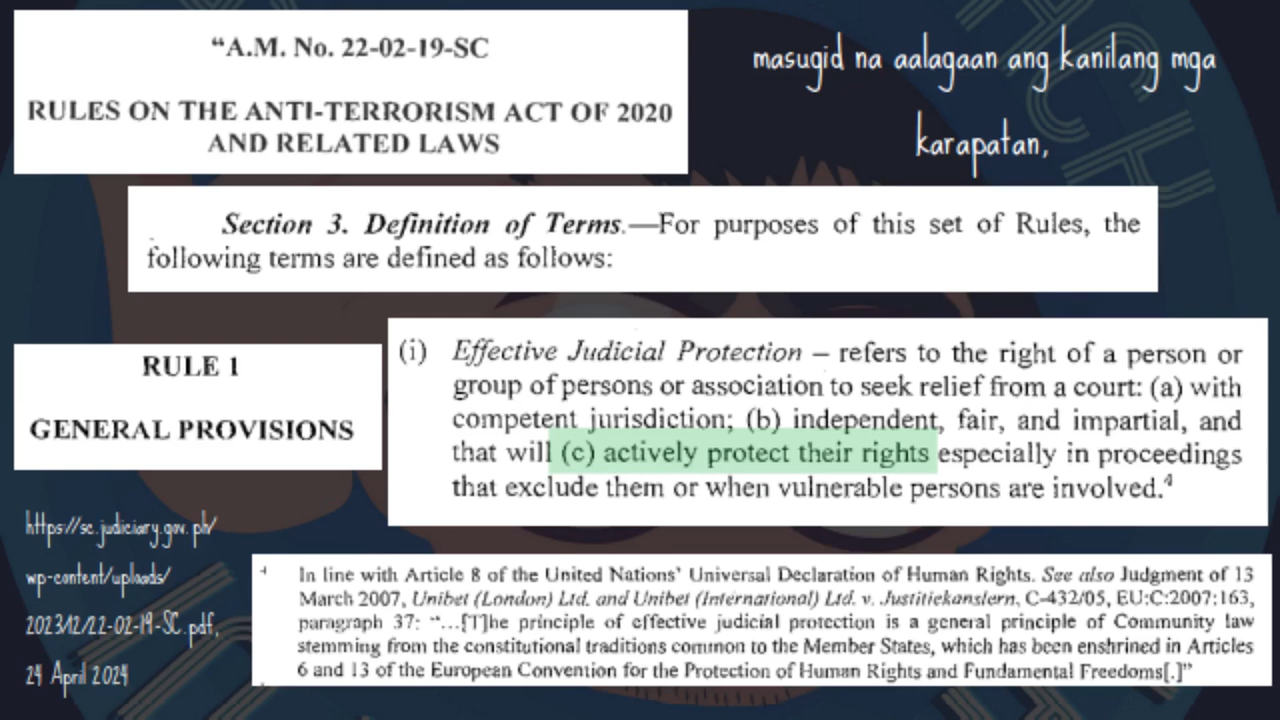 “A.M. No. 22-02-19-SC
RULES ON THE ANTI-TERRORISM ACT OF 2020
AND RELATED LAWS
masugid na aalagaan ang kanilang mga
karapatan,
Section 3. Definition of Terms.—For purposes of this set of Rules, the
following terms are defined as follows:
RULE 1
GENERAL PROVISIONS
(i) Effective Judicial Protection – refers to the right of a person or
group of persons or association to seek relief from a court: (a) with
competent jurisdiction; (b) independent, fair, and impartial, and
that will (c) actively protect their rights especially in proceedings
that exclude them or when vulnerable persons are involved.⁴
https://sc.judiciary.gov.ph/
wp-content/uploads/
2023/12/22-02-19-SC.pdf,
24 April 2024
4 In line with Article 8 of the United Nations’ Universal Declaration of Human Rights. See also Judgment of 13
March 2007, Unibet (London) Ltd. and Unibet (International) Ltd. v. Justitiekanslern, C-432/05, EU:C:2007:163,
paragraph 37: “…[T]he principle of effective judicial protection is a general principle of Community law
stemming from the constitutional traditions common to the Member States, which has been enshrined in Articles
6 and 13 of the European Convention for the Protection of Human Rights and Fundamental Freedoms[.]”